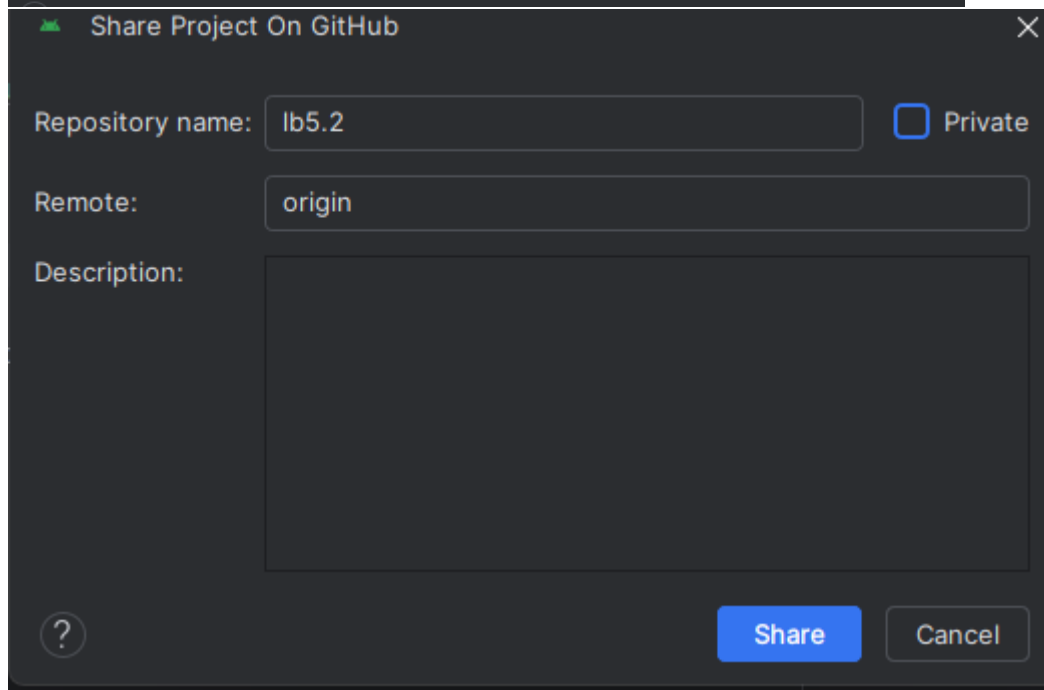 Share Project On GitHub
Repository name: lb5.2 Private
Remote: origin
Description:
? Share Cancel